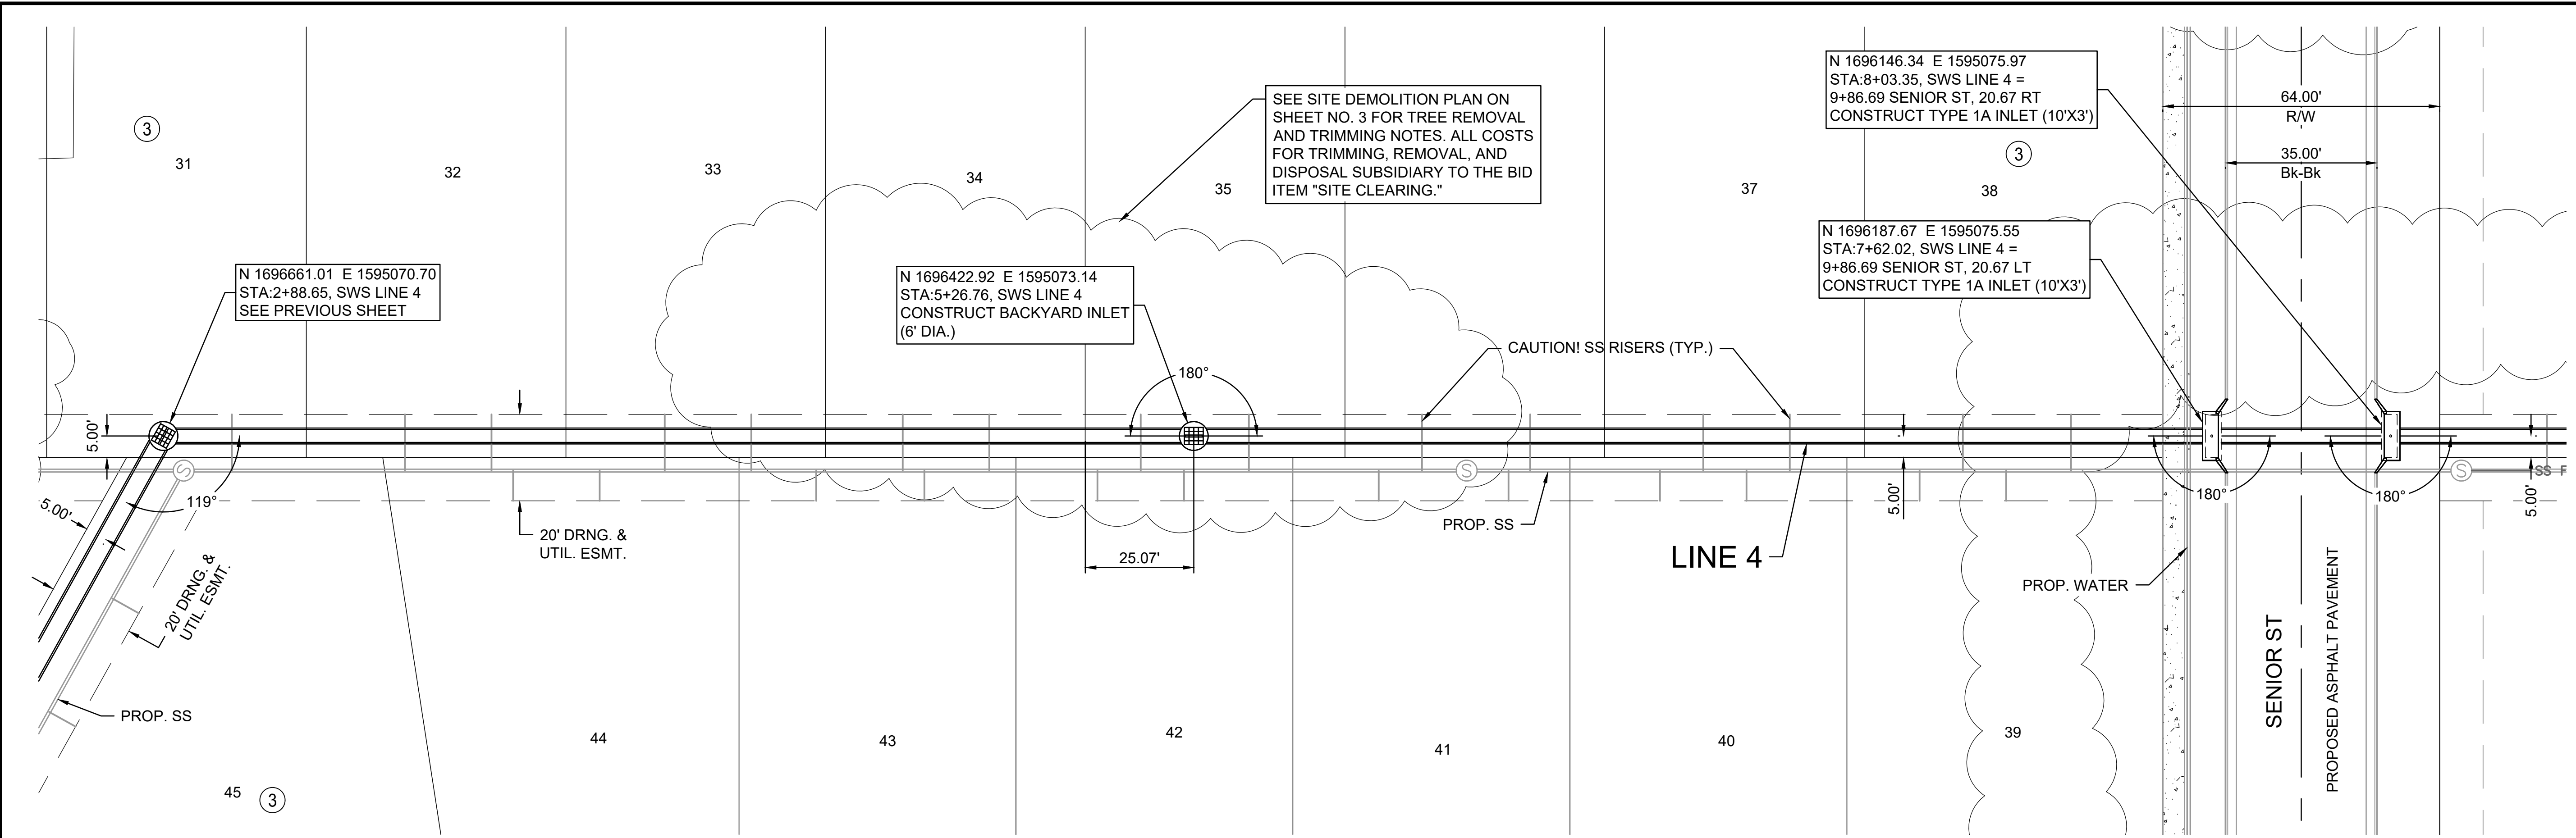 N 1696146.34  E 1595075.97
STA:8+03.35, SWS LINE 4 =
9+86.69 SENIOR ST, 20.67 RT
CONSTRUCT TYPE 1A INLET (10'X3')
64.00'
R/W
35.00'
Bk-Bk
SEE SITE DEMOLITION PLAN ON
SHEET NO. 3 FOR TREE REMOVAL
AND TRIMMING NOTES. ALL COSTS
FOR TRIMMING, REMOVAL, AND
DISPOSAL SUBSIDIARY TO THE BID
ITEM "SITE CLEARING."
3
31
32
33
34
35
37
3
38
N 1696187.67  E 1595075.55
STA:7+62.02, SWS LINE 4 =
9+86.69 SENIOR ST, 20.67 LT
CONSTRUCT TYPE 1A INLET (10'X3')
N 1696661.01  E 1595070.70
STA:2+88.65, SWS LINE 4
SEE PREVIOUS SHEET
N 1696422.92  E 1595073.14
STA:5+26.76, SWS LINE 4
CONSTRUCT BACKYARD INLET
(6' DIA.)
CAUTION! SS RISERS (TYP.)
180°
5.00'
S
S
S
SS F
119°
5.00'
180°
180°
5.00'
5.00'
20' DRNG. &
UTIL. ESMT.
25.07'
PROP. SS
LINE 4
20' DRNG. &
UTIL. ESMT.
PROP. WATER
SENIOR ST
PROPOSED ASPHALT PAVEMENT
PROP. SS
45
3
44
43
42
41
40
39